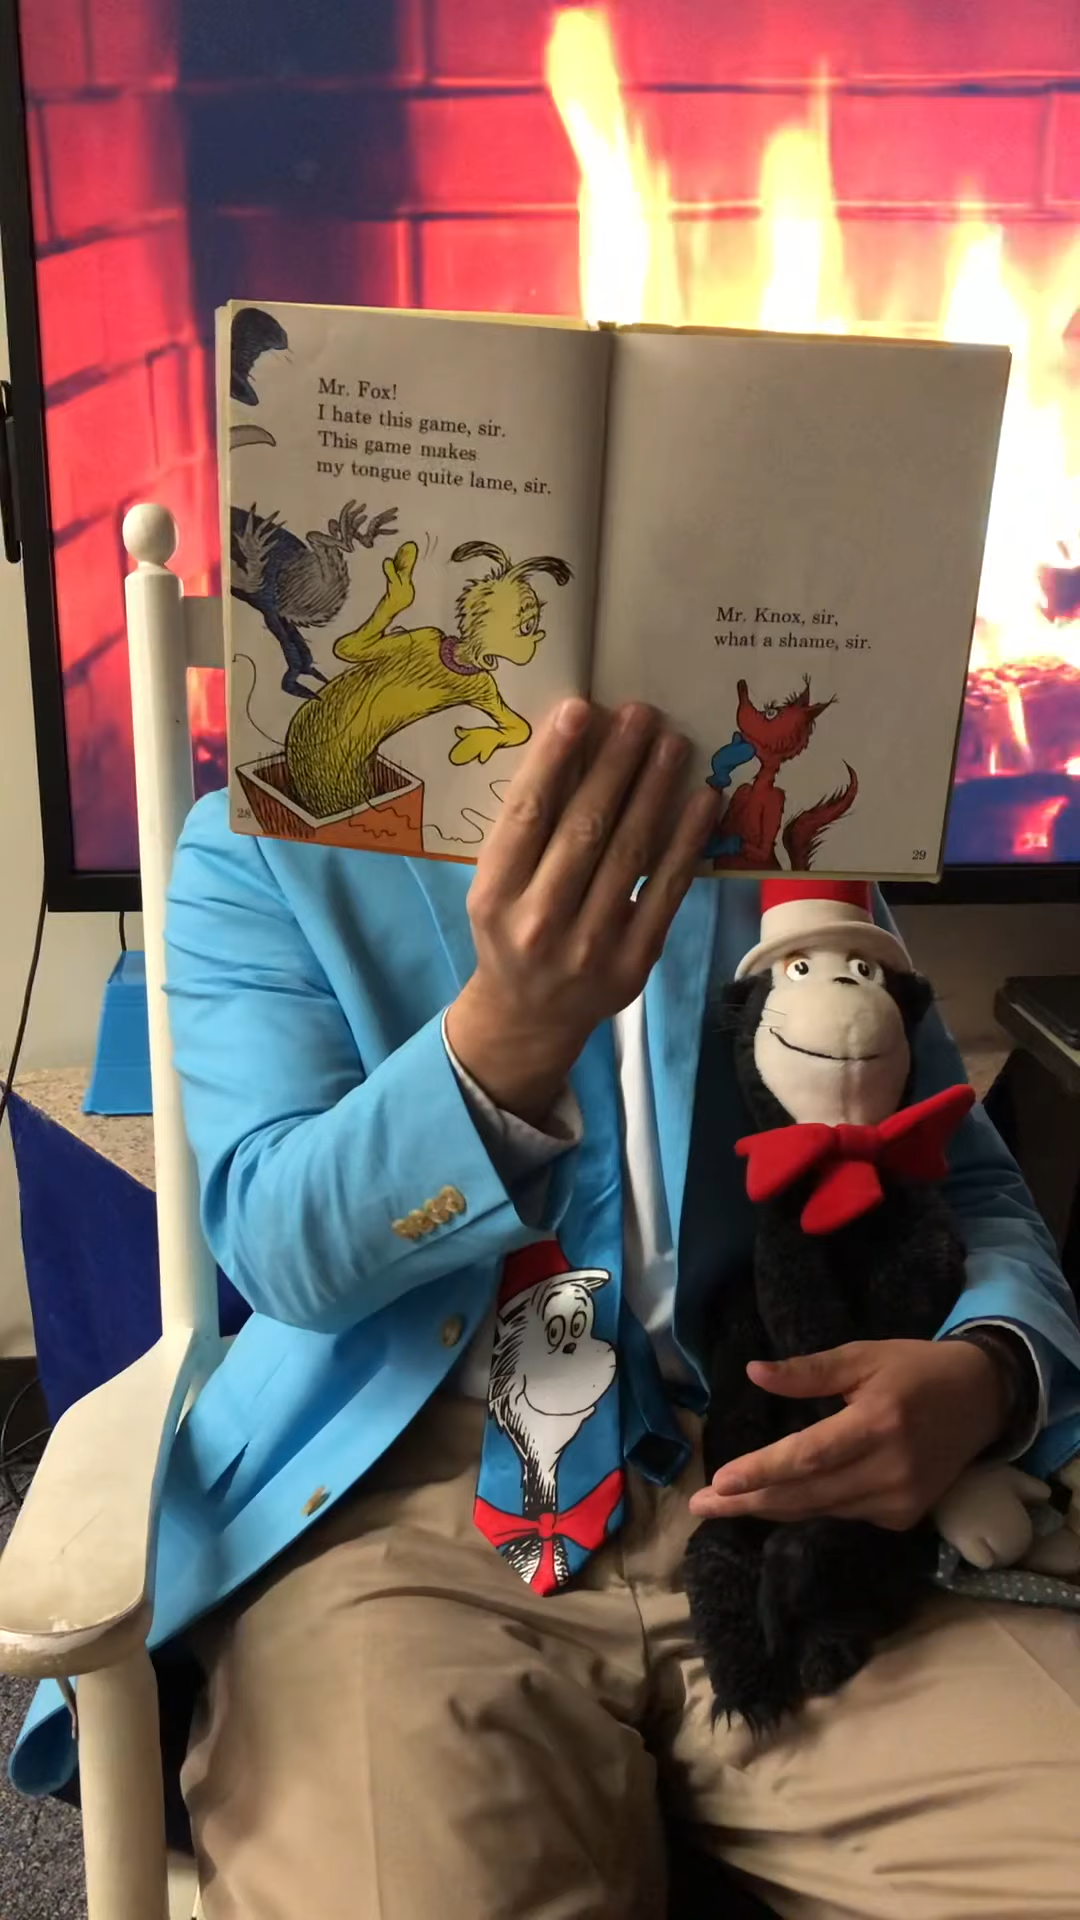 Mr. Fox!
I hate this game, sir.
This game makes
my tongue quite lame, sir.
28
Mr. Knox, sir,
what a shame, sir.
29